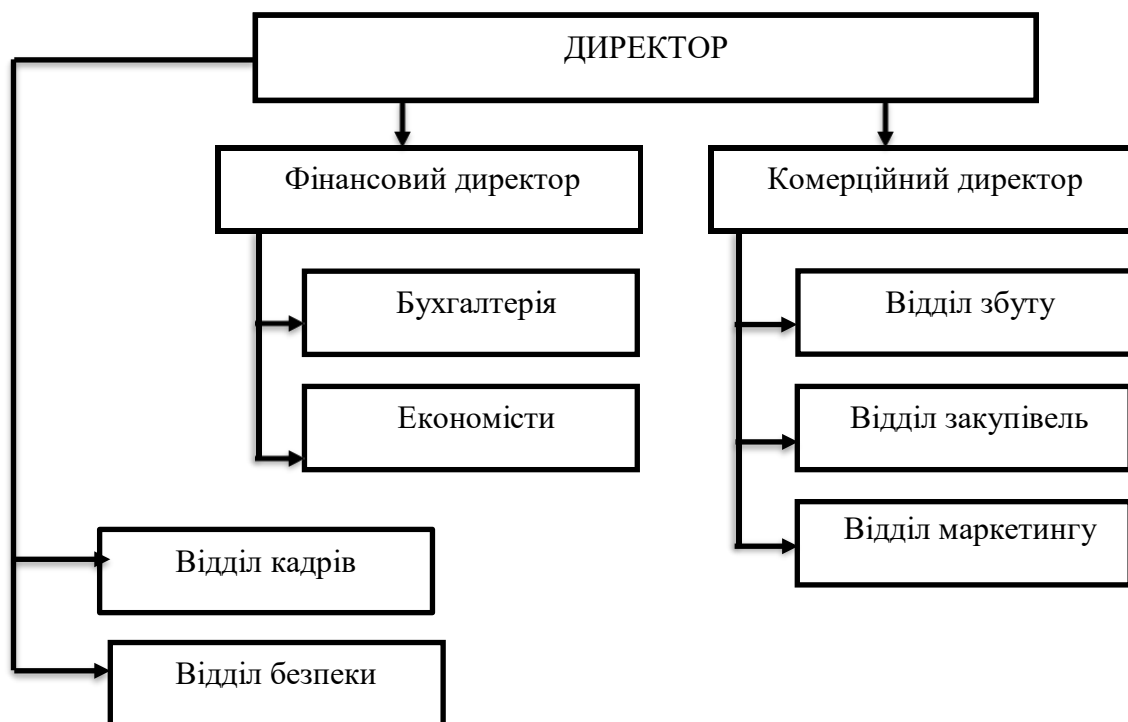 ДИРЕКТОР
Фінансовий директор
Комерційний директор
Бухгалтерія
Відділ збуту
Економісти
Відділ закупівель
Відділ маркетингу
Відділ кадрів
Відділ безпеки